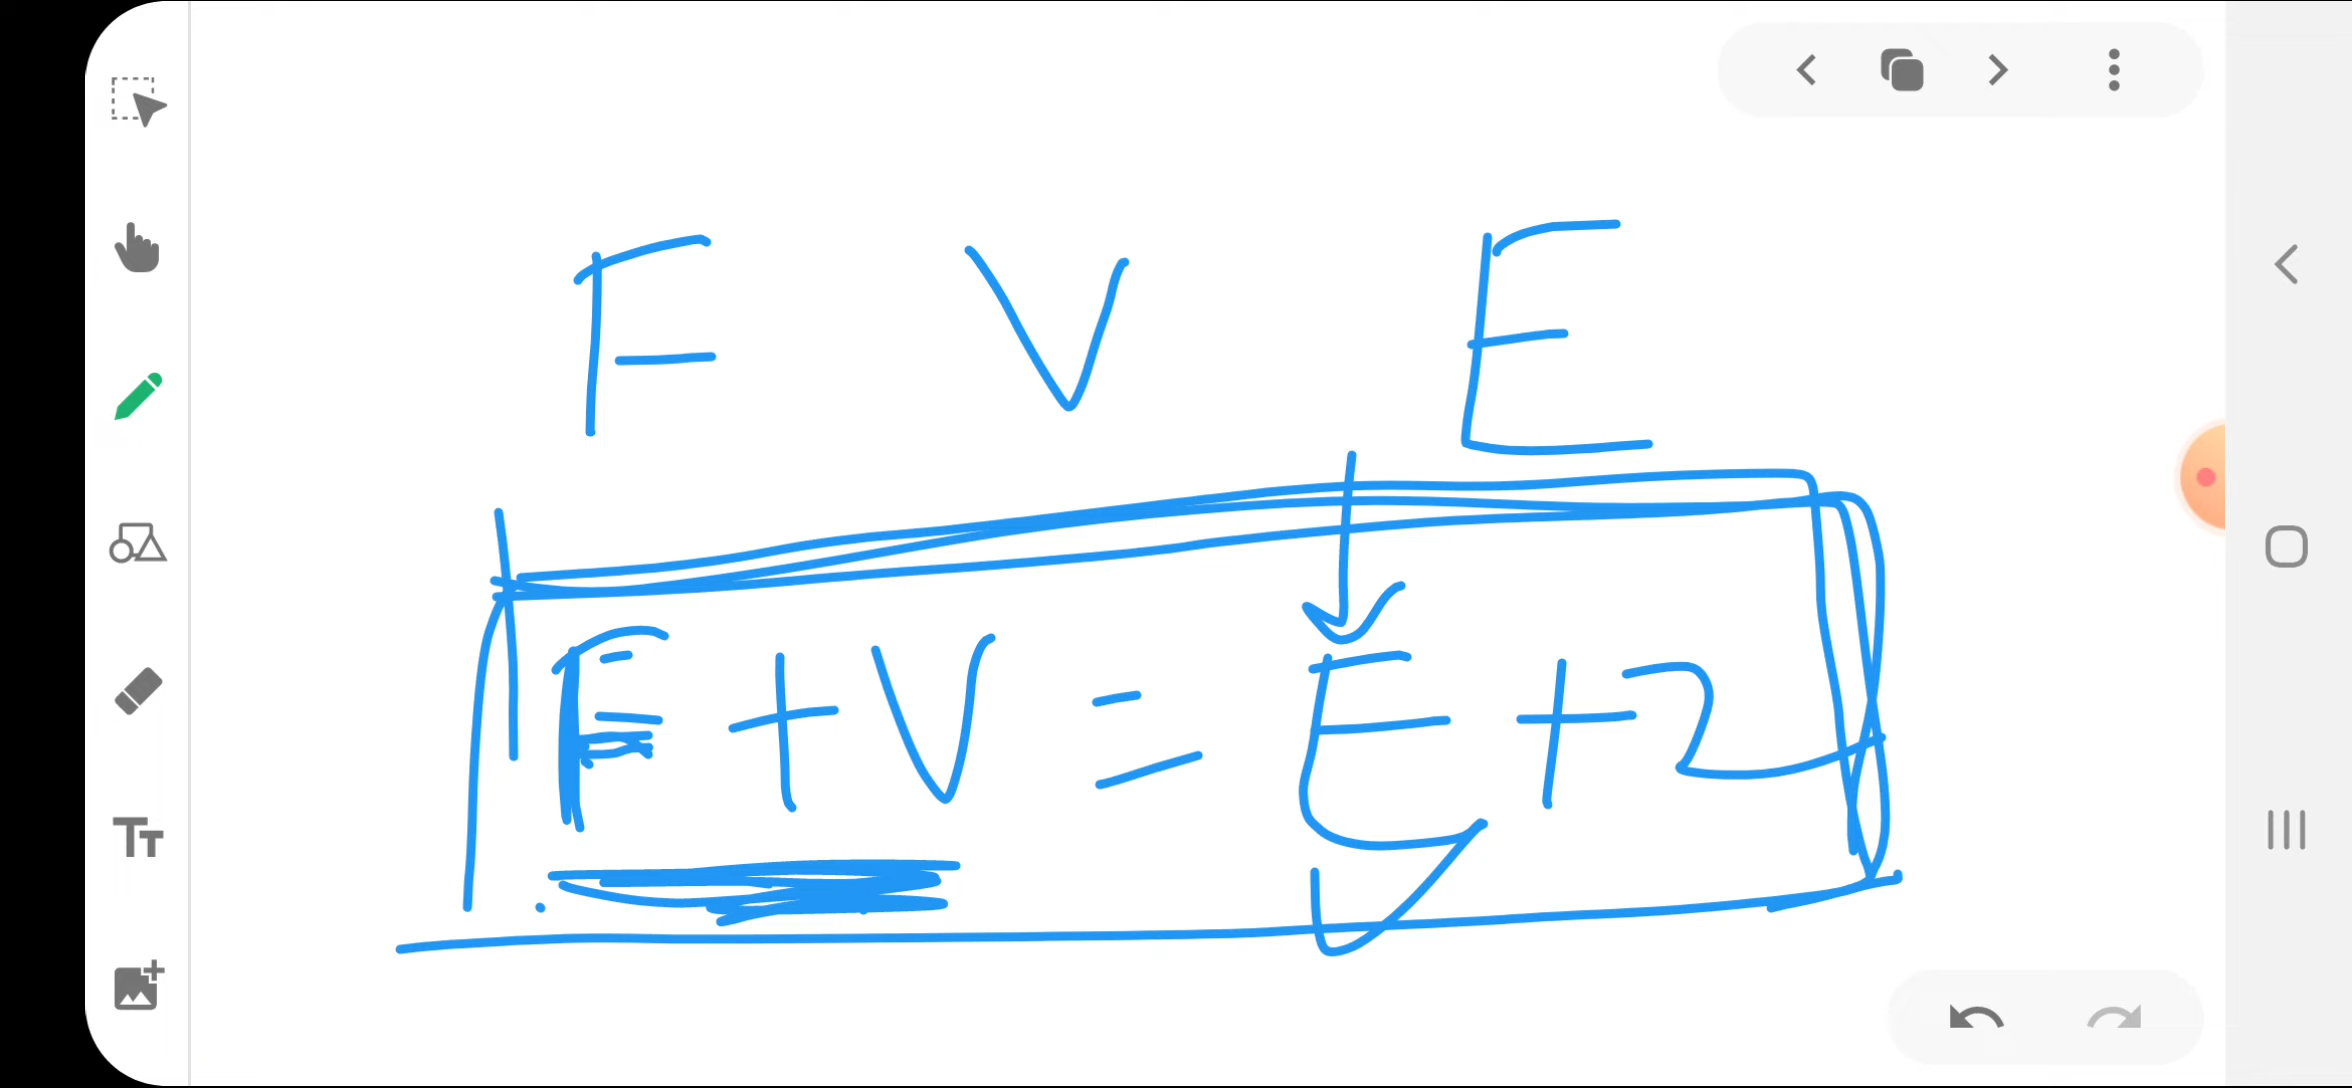 F V E
F + V = E + 2